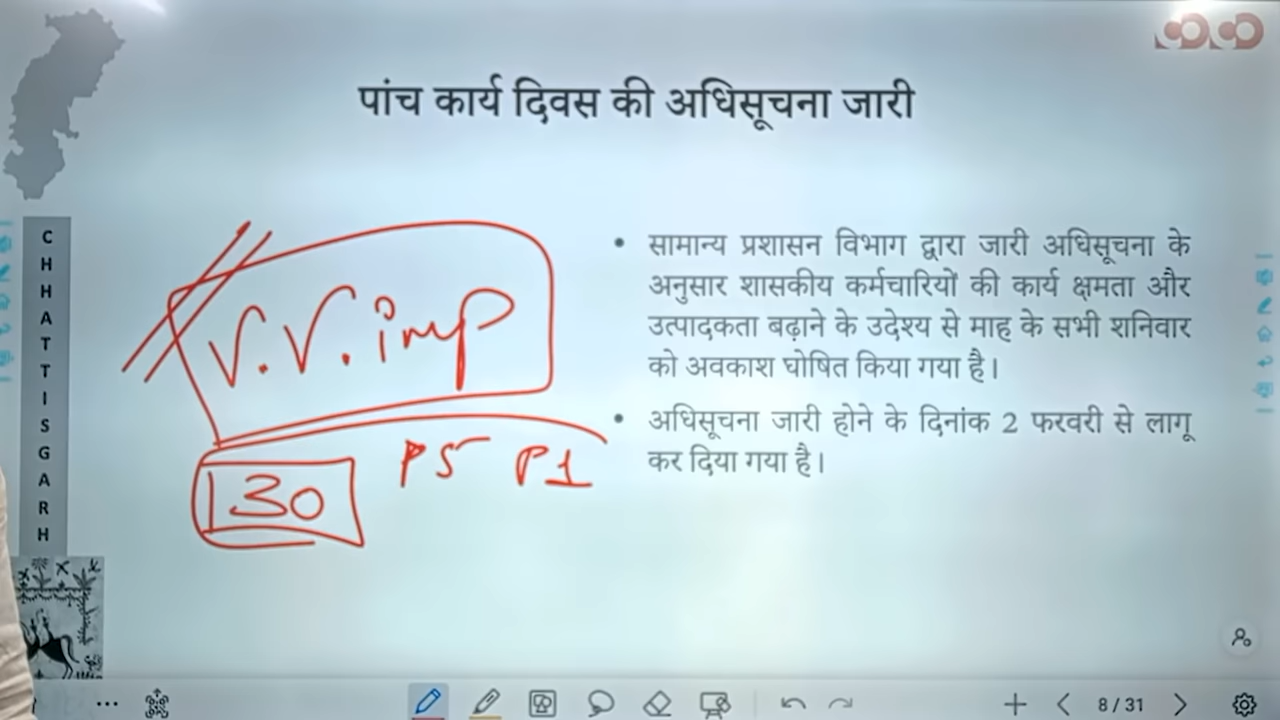 पांच कार्य दिवस की अधिसूचना जारी
CHHATTISGARH
V.V.imp
P5 P1
130
• सामान्य प्रशासन विभाग द्वारा जारी अधिसूचना के
अनुसार शासकीय कर्मचारियों की कार्य क्षमता और
उत्पादकता बढ़ाने के उदेश्य से माह के सभी शनिवार
को अवकाश घोषित किया गया है।
• अधिसूचना जारी होने के दिनांक 2 फरवरी से लागू
कर दिया गया है।
8 / 31